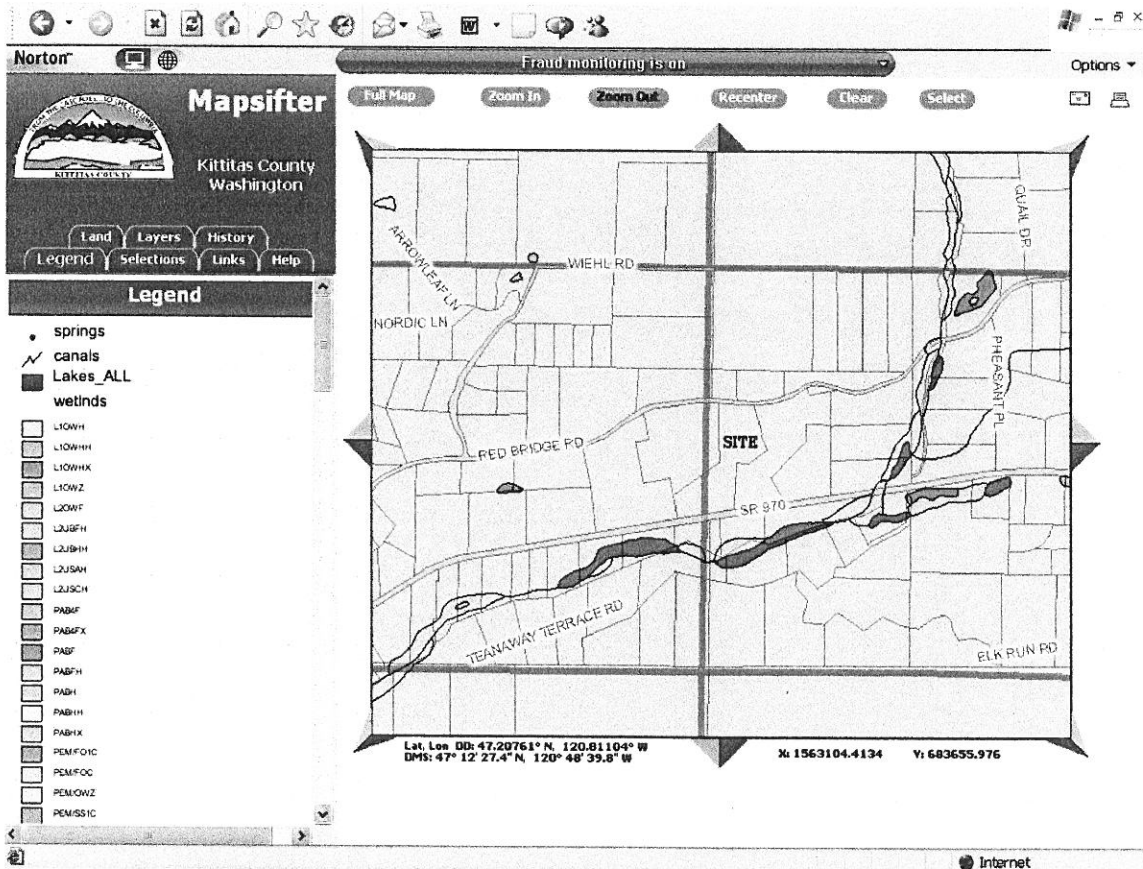 Norton™
Fraud monitoring is on
Options
Mapsifter
Kittitas County
Washington
KITTITAS COUNTY
Full Map
Zoom In
Zoom Out
Recenter
Clear
Select
Land
Layers
History
Legend
Selections
Links
Help
Legend
springs
canals
Lakes_ALL
wetlnds
L1OWH
L1OWHH
L1OWHX
L1OWZ
L2OWF
L2UBFH
L2UBHH
L2USAH
L2USCH
PAB4F
PAB4FX
PABF
PABFH
PABH
PABHH
PABHX
PEM/FO1C
PEM/FOC
PEM/OWZ
PEM/SS1C
QUAIL DR
ARROWLEAF LN
WIEHL RD
NORDIC LN
PHEASANT PL
RED BRIDGE RD
SITE
SR 970
TEANAWAY TERRACE RD
ELK RUN RD
Lat, Lon DD: 47.20761° N, 120.81104° W
DMS: 47° 12' 27.4" N, 120° 48' 39.8" W
X: 1563104.4134 Y: 683655.976
Internet